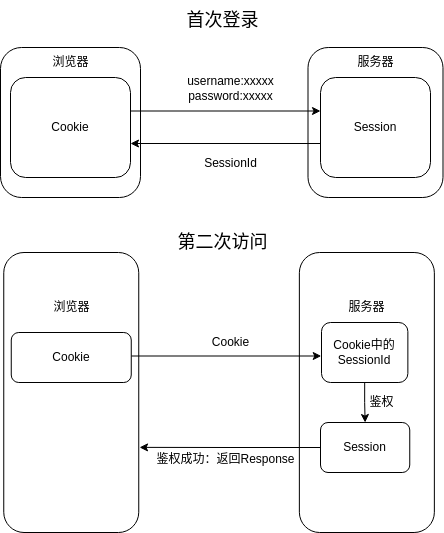 首次登录
浏览器
服务器
username:xxxxx
password:xxxxx
Cookie
Session
SessionId
第二次访问
浏览器
服务器
Cookie
Cookie
Cookie中的
SessionId
鉴权
Session
鉴权成功：返回Response